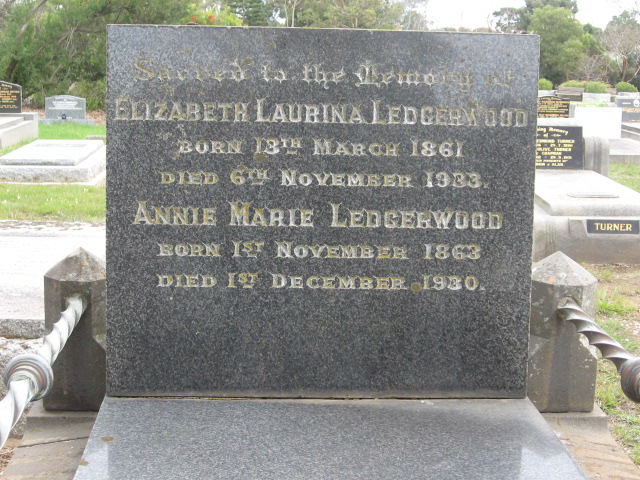 Sacred to the Memory of
ELIZABETH LAURINA LEDGERWOOD
BORN 13TH MARCH 1861
DIED 6TH NOVEMBER 1933.
ANNIE MARIE LEDGERWOOD
BORN 1ST NOVEMBER 1863
DIED 1ST DECEMBER 1930.
TURNER